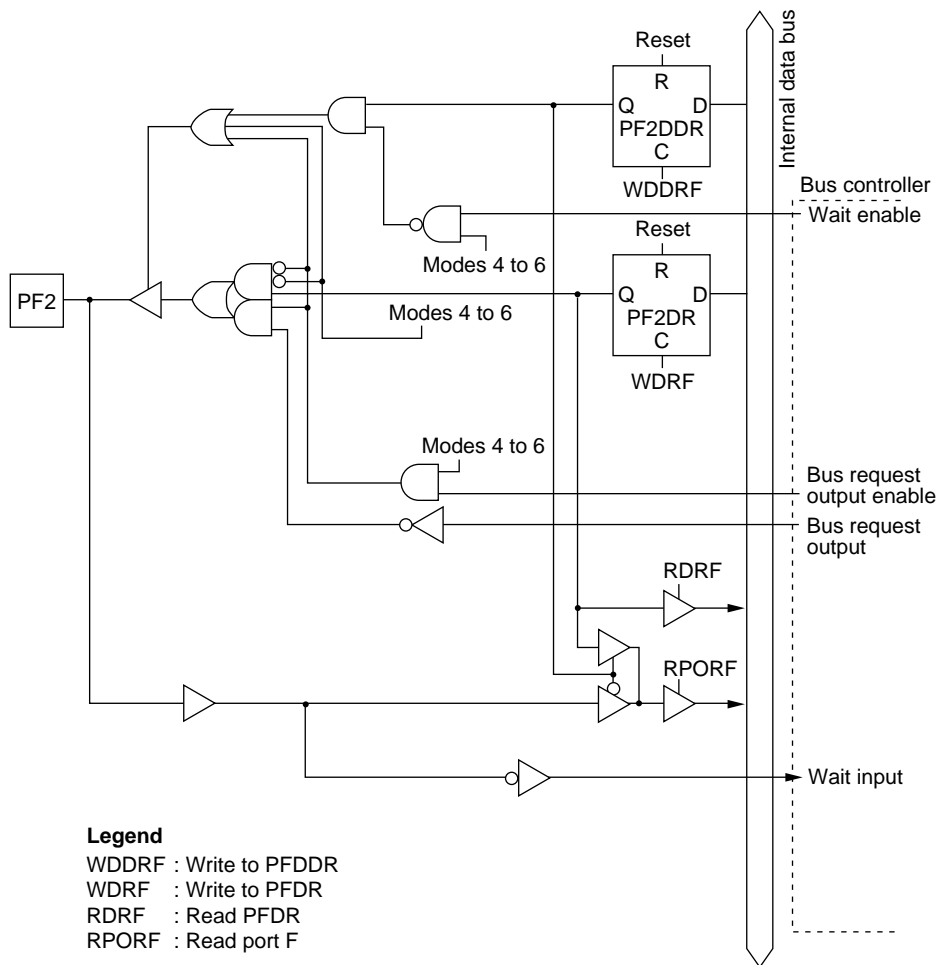 Internal data bus
Reset
R
Q D
PF2DDR
C
WDDRF
Bus controller
Wait enable
Modes 4 to 6
Reset
R
Q D
PF2DR
C
WDRF
PF2
Modes 4 to 6
Modes 4 to 6
Bus request
output enable
Bus request
output
RDRF
RPORF
Wait input
Legend
WDDRF : Write to PFDDR
WDRF : Write to PFDR
RDRF : Read PFDR
RPORF : Read port F